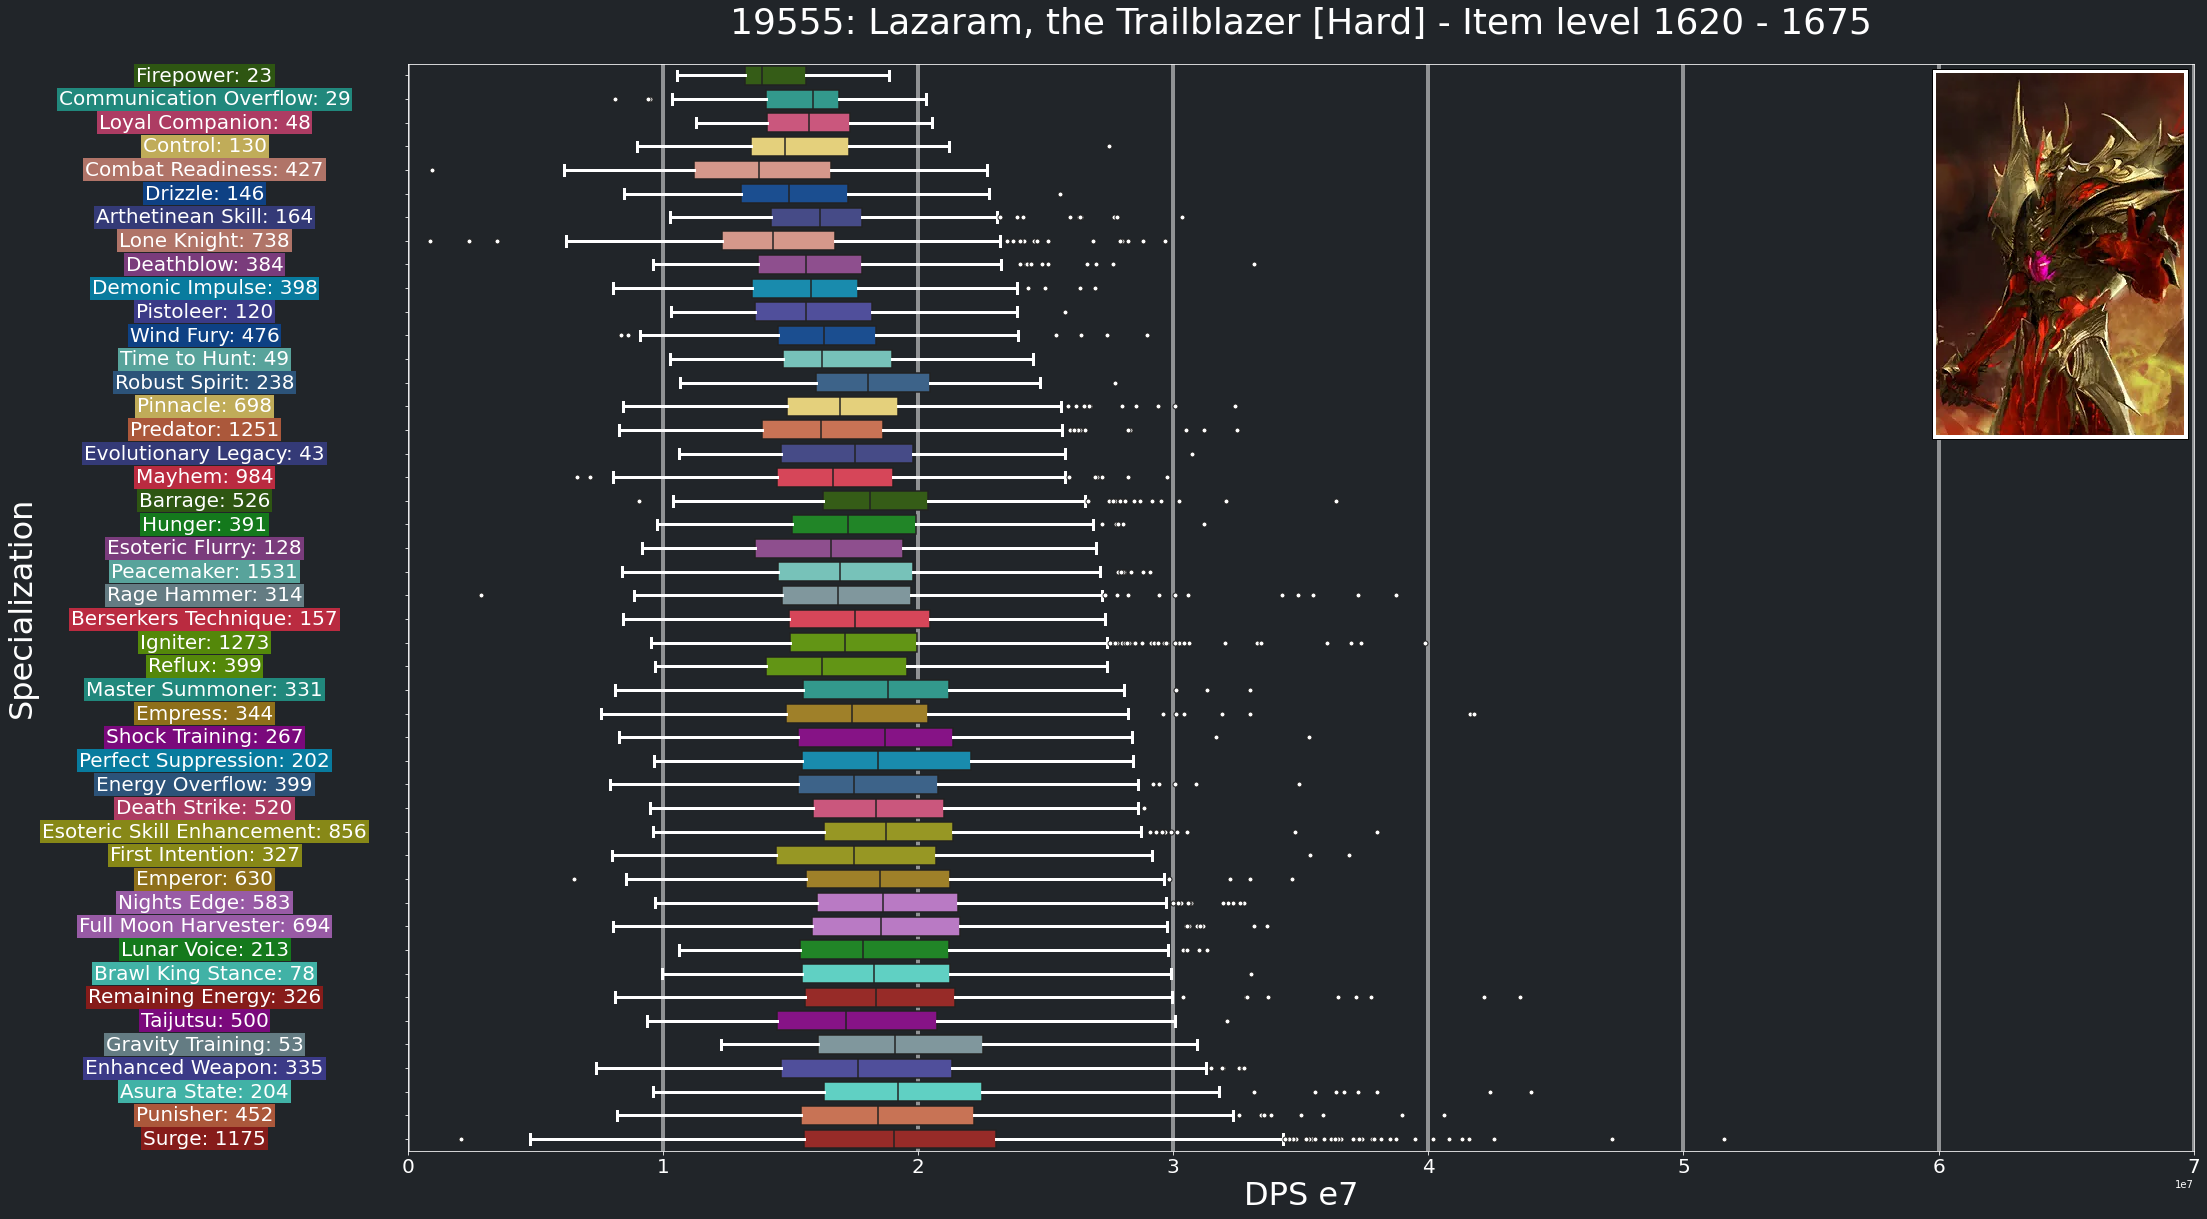 19555: Lazaram, the Trailblazer [Hard] - Item level 1620 - 1675
Firepower: 23
Communication Overflow: 29
Loyal Companion: 48
Control: 130
Combat Readiness: 427
Drizzle: 146
Arthetinean Skill: 164
Lone Knight: 738
Deathblow: 384
Demonic Impulse: 398
Pistoleer: 120
Wind Fury: 476
Time to Hunt: 49
Robust Spirit: 238
Pinnacle: 698
Predator: 1251
Evolutionary Legacy: 43
Mayhem: 984
Barrage: 526
Hunger: 391
Esoteric Flurry: 128
Peacemaker: 1531
Rage Hammer: 314
Berserkers Technique: 157
Igniter: 1273
Reflux: 399
Master Summoner: 331
Empress: 344
Shock Training: 267
Perfect Suppression: 202
Energy Overflow: 399
Death Strike: 520
Esoteric Skill Enhancement: 856
First Intention: 327
Emperor: 630
Nights Edge: 583
Full Moon Harvester: 694
Lunar Voice: 213
Brawl King Stance: 78
Remaining Energy: 326
Taijutsu: 500
Gravity Training: 53
Enhanced Weapon: 335
Asura State: 204
Punisher: 452
Surge: 1175
Specialization
0 1 2 3 4 5 6 7
DPS e7
1e7